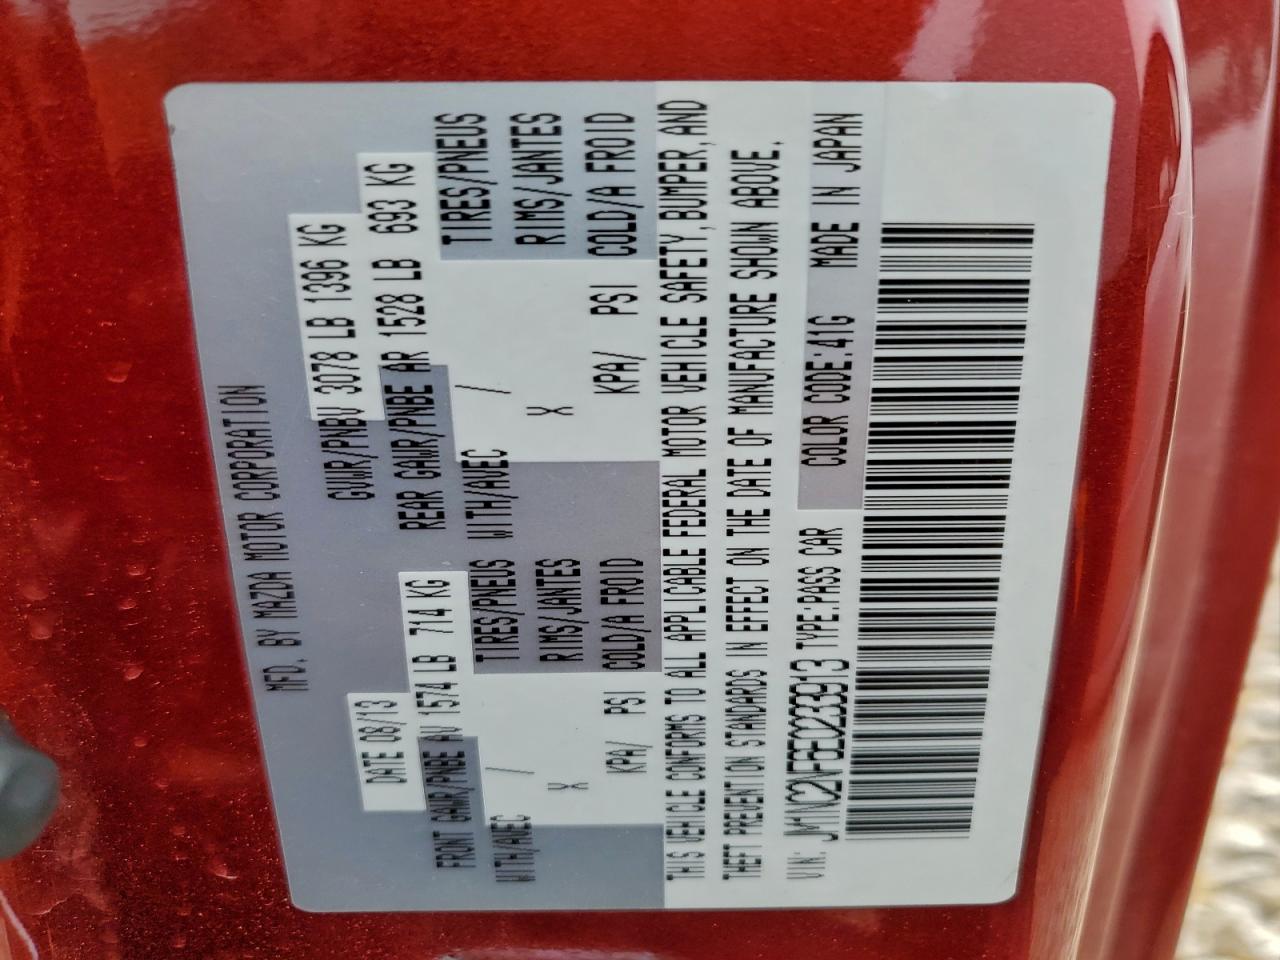 MFD. BY MAZDA MOTOR CORPORATION
DATE 08/13 GVWR/PNBV 3078 LB 1396 KG
FRONT GAWR/PNBE AV 1574 LB 714 KG REAR GAWR/PNBE AR 1528 LB 693 KG
WITH/AVEC / TIRES/PNEUS WITH/AVEC / TIRES/PNEUS
X RIMS/JANTES X RIMS/JANTES
KPA/ PSI COLD/A FROID KPA/ PSI COLD/A FROID
THIS VEHICLE CONFORMS TO ALL APPLICABLE FEDERAL MOTOR VEHICLE SAFETY,BUMPER,AND
THEFT PREVENTION STANDARDS IN EFFECT ON THE DATE OF MANUFACTURE SHOWN ABOVE.
VIN: JM1NC2NF6E0233913 TYPE:PASS CAR COLOR CODE:41G MADE IN JAPAN